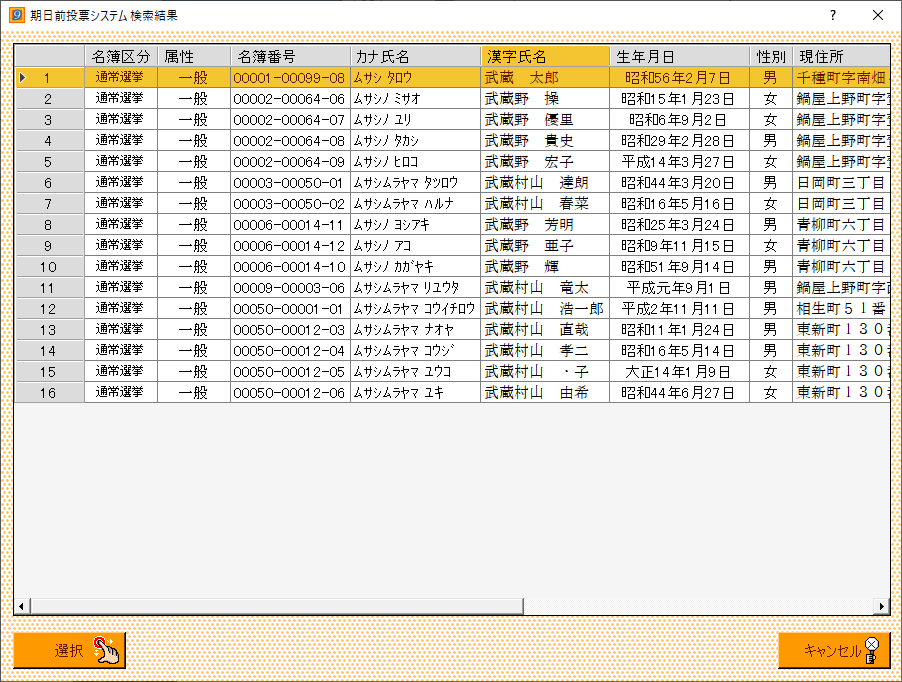 期日前投票システム 検索結果
名簿区分 属性 名簿番号 カナ氏名 漢字氏名 生年月日 性別 現住所
1 通常選挙 一般 00001-00099-08 ムサシ タロウ 武蔵　太郎 昭和56年2月7日 男 千種町字南畑
2 通常選挙 一般 00002-00064-06 ムサシノ ミサオ 武蔵野　操 昭和15年1月23日 女 鍋屋上野町字
3 通常選挙 一般 00002-00064-07 ムサシノ ユリ 武蔵野　優里 昭和6年9月2日 女 鍋屋上野町字
4 通常選挙 一般 00002-00064-08 ムサシノ タカシ 武蔵野　貴史 昭和29年2月28日 男 鍋屋上野町字
5 通常選挙 一般 00002-00064-09 ムサシノ ヒロコ 武蔵野　宏子 平成14年3月27日 女 鍋屋上野町字
6 通常選挙 一般 00003-00050-01 ムサシムラヤマ タツロウ 武蔵村山　達朗 昭和44年3月20日 男 日岡町三丁目
7 通常選挙 一般 00003-00050-02 ムサシムラヤマ ハルナ 武蔵村山　春菜 昭和16年5月16日 女 日岡町三丁目
8 通常選挙 一般 00006-00014-11 ムサシノ ヨシアキ 武蔵野　芳明 昭和25年3月24日 男 青柳町六丁目
9 通常選挙 一般 00006-00014-12 ムサシノ アコ 武蔵野　亜子 昭和9年11月15日 女 青柳町六丁目
10 通常選挙 一般 00006-00014-10 ムサシノ カガヤキ 武蔵野　輝 昭和51年9月14日 男 青柳町六丁目
11 通常選挙 一般 00009-00003-06 ムサシムラヤマ リユウタ 武蔵村山　竜太 平成元年9月1日 男 鍋屋上野町字
12 通常選挙 一般 00050-00001-01 ムサシムラヤマ コウイチロウ 武蔵村山　浩一郎 平成2年11月11日 男 相生町５１番
13 通常選挙 一般 00050-00012-03 ムサシムラヤマ ナオヤ 武蔵村山　直哉 昭和11年1月24日 男 東新町１３０
14 通常選挙 一般 00050-00012-04 ムサシムラヤマ コウジ 武蔵村山　孝二 昭和16年5月14日 男 東新町１３０
15 通常選挙 一般 00050-00012-05 ムサシムラヤマ ユウコ 武蔵村山　・子 大正14年1月9日 女 東新町１３０
16 通常選挙 一般 00050-00012-06 ムサシムラヤマ ユキ 武蔵村山　由希 昭和44年6月27日 女 東新町１３０
選択 キャンセル